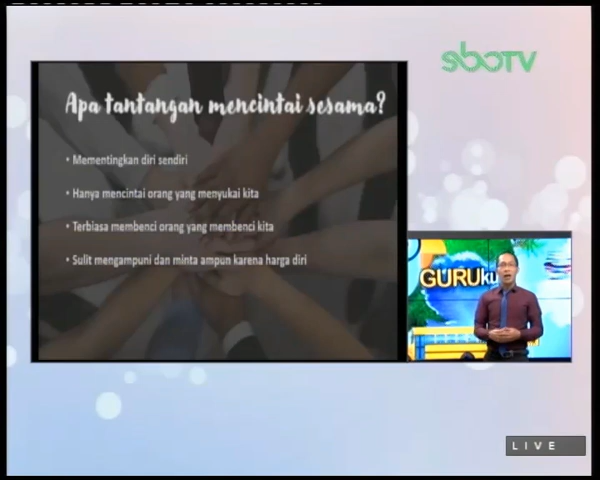 sboTV
Apa tantangan mencintai sesama?
• Mementingkan diri sendiri
• Hanya mencintai orang yang menyukai kita
• Terbiasa membenci orang yang membenci kita
• Sulit mengampuni dan minta ampun karena harga diri
GURUku
LIVE